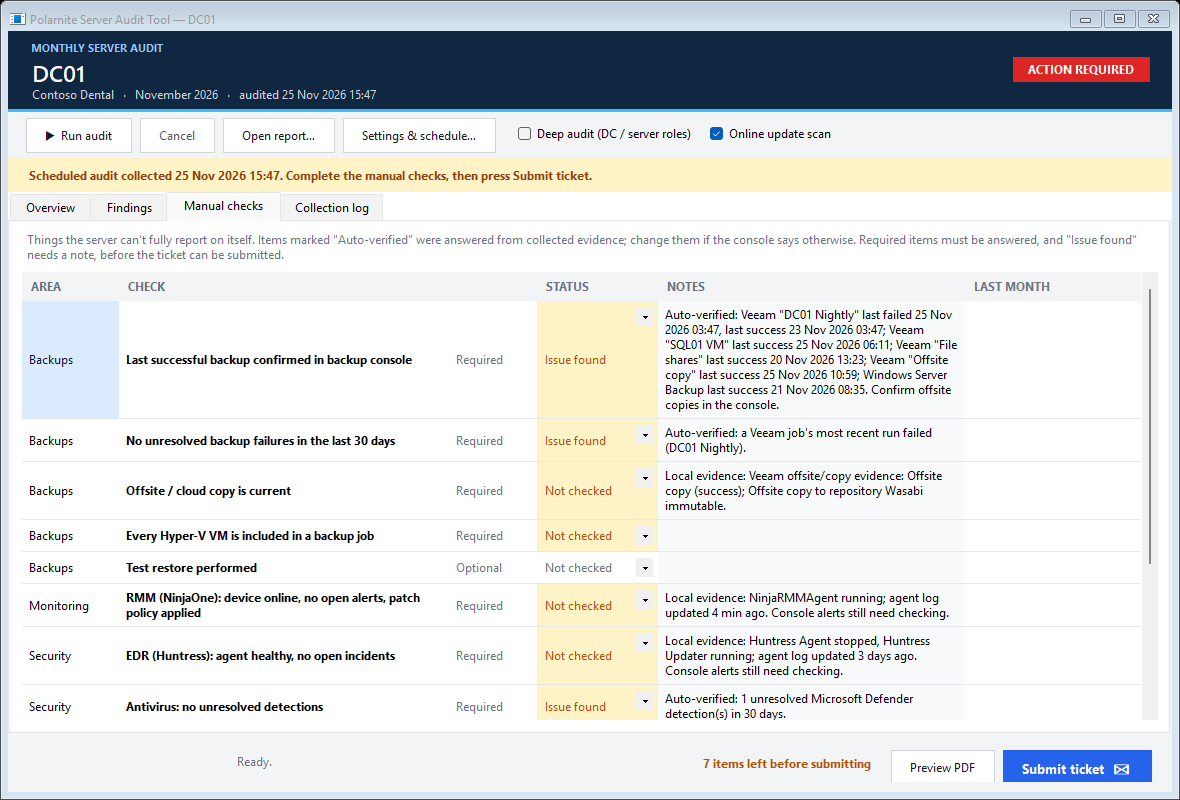 Polarnite Server Audit Tool — DC01
MONTHLY SERVER AUDIT
DC01
Contoso Dental · November 2026 · audited 25 Nov 2026 15:47
ACTION REQUIRED
Run audit
Cancel
Open report...
Settings & schedule...
Deep audit (DC / server roles)
Online update scan
Scheduled audit collected 25 Nov 2026 15:47. Complete the manual checks, then press Submit ticket.
Overview
Findings
Manual checks
Collection log
Things the server can't fully report on itself. Items marked "Auto-verified" were answered from collected evidence; change them if the console says otherwise. Required items must be answered, and "Issue found"
needs a note, before the ticket can be submitted.
AREA CHECK STATUS NOTES LAST MONTH
Backups
Last successful backup confirmed in backup console
Required
Issue found
Auto-verified: Veeam "DC01 Nightly" last failed 25 Nov
2026 03:47, last success 23 Nov 2026 03:47; Veeam
"SQL01 VM" last success 25 Nov 2026 06:11; Veeam "File
shares" last success 20 Nov 2026 13:23; Veeam "Offsite
copy" last success 25 Nov 2026 10:59; Windows Server
Backup last success 21 Nov 2026 08:35. Confirm offsite
copies in the console.
Backups
No unresolved backup failures in the last 30 days
Required
Issue found
Auto-verified: a Veeam job's most recent run failed
(DC01 Nightly).
Backups
Offsite / cloud copy is current
Required
Not checked
Local evidence: Veeam offsite/copy evidence: Offsite
copy (success); Offsite copy to repository Wasabi
immutable.
Backups
Every Hyper-V VM is included in a backup job
Required
Not checked
Backups
Test restore performed
Optional
Not checked
Monitoring
RMM (NinjaOne): device online, no open alerts, patch
policy applied
Required
Not checked
Local evidence: NinjaRMMAgent running; agent log
updated 4 min ago. Console alerts still need checking.
Security
EDR (Huntress): agent healthy, no open incidents
Required
Not checked
Local evidence: Huntress Agent stopped, Huntress
Updater running; agent log updated 3 days ago.
Console alerts still need checking.
Security
Antivirus: no unresolved detections
Required
Issue found
Auto-verified: 1 unresolved Microsoft Defender
detection(s) in 30 days.
Ready.
7 items left before submitting
Preview PDF
Submit ticket